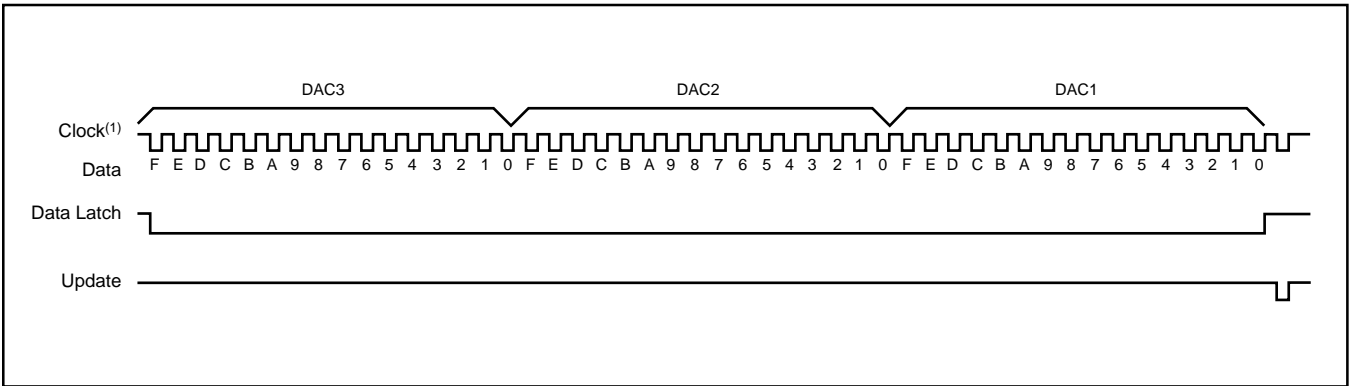 DAC3 DAC2 DAC1
Clock(1)
Data F E D C B A 9 8 7 6 5 4 3 2 1 0 F E D C B A 9 8 7 6 5 4 3 2 1 0 F E D C B A 9 8 7 6 5 4 3 2 1 0
Data Latch
Update